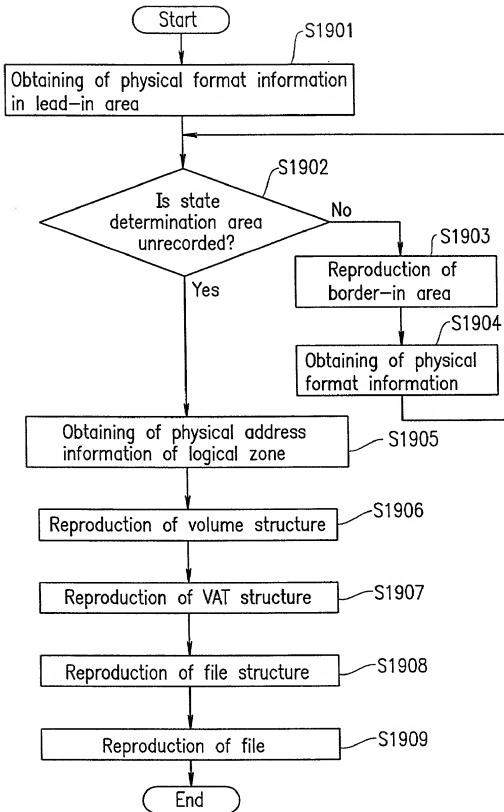 Start
S1901
Obtaining of physical format information
in lead-in area
S1902
Is state
determination area
unrecorded?
No
Yes
S1903
Reproduction of
border-in area
S1904
Obtaining of physical
format information
Obtaining of physical address
information of logical zone
S1905
Reproduction of volume structure
S1906
Reproduction of VAT structure
S1907
Reproduction of file structure
S1908
Reproduction of file
S1909
End